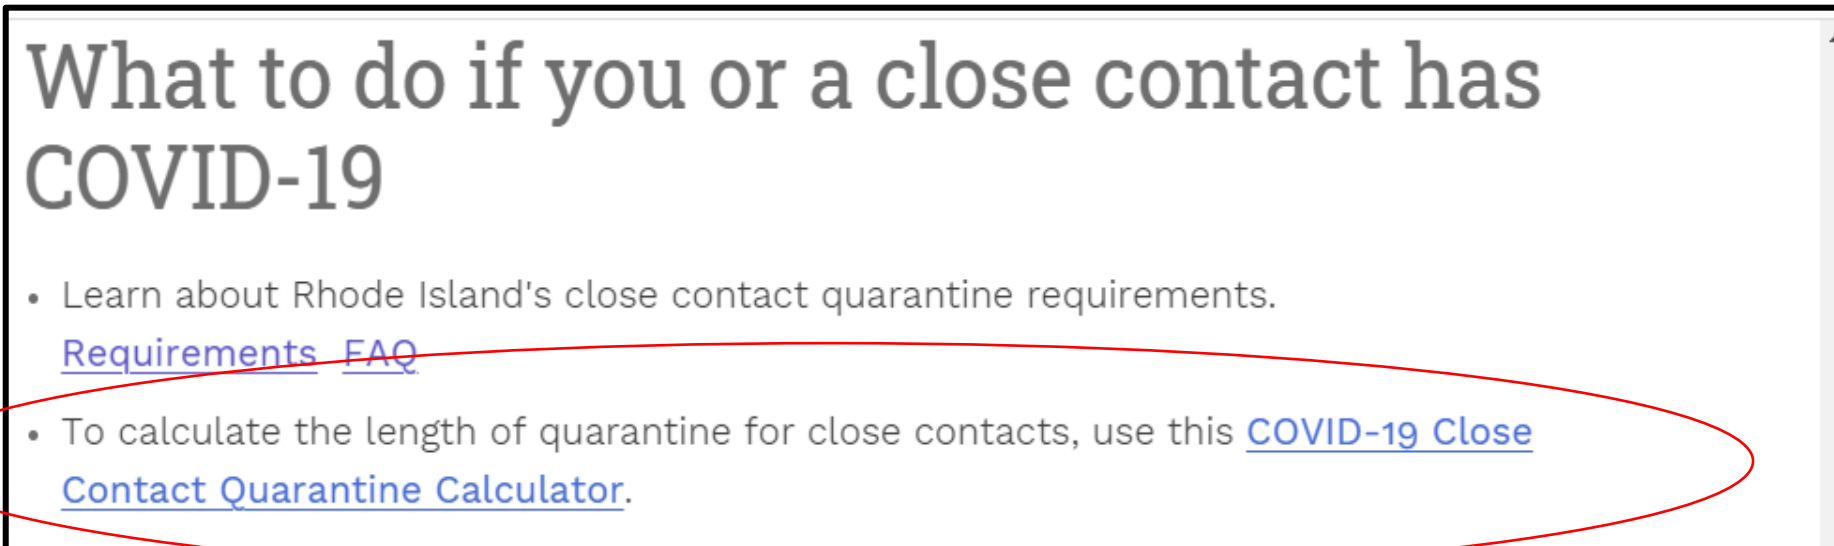 What to do if you or a close contact has
COVID-19
• Learn about Rhode Island's close contact quarantine requirements.
Requirements FAQ
• To calculate the length of quarantine for close contacts, use this COVID-19 Close
Contact Quarantine Calculator.